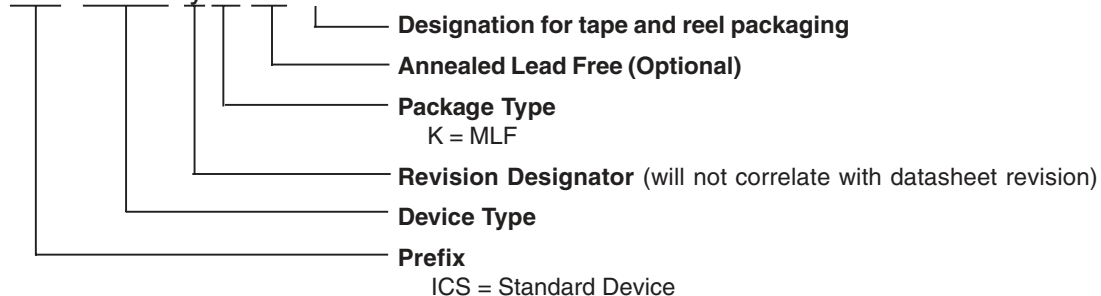 Designation for tape and reel packaging
Annealed Lead Free (Optional)
Package Type
K = MLF
Revision Designator (will not correlate with datasheet revision)
Device Type
Prefix
ICS = Standard Device